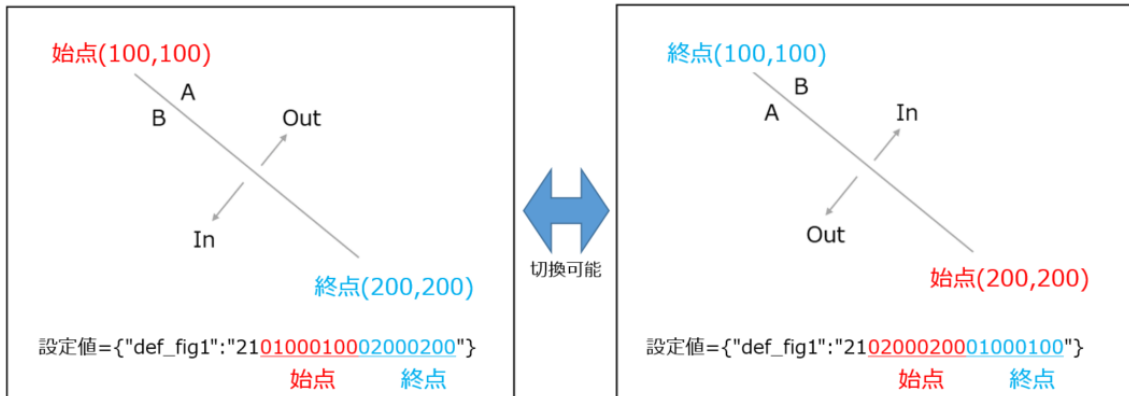 始点(100,100)
A
B
Out
In
終点(200,200)
設定値={"def_fig1":"210100010002000200"}
始点 終点
切換可能
終点(100,100)
B
A
In
Out
始点(200,200)
設定値={"def_fig1":"210200020001000100"}
始点 終点